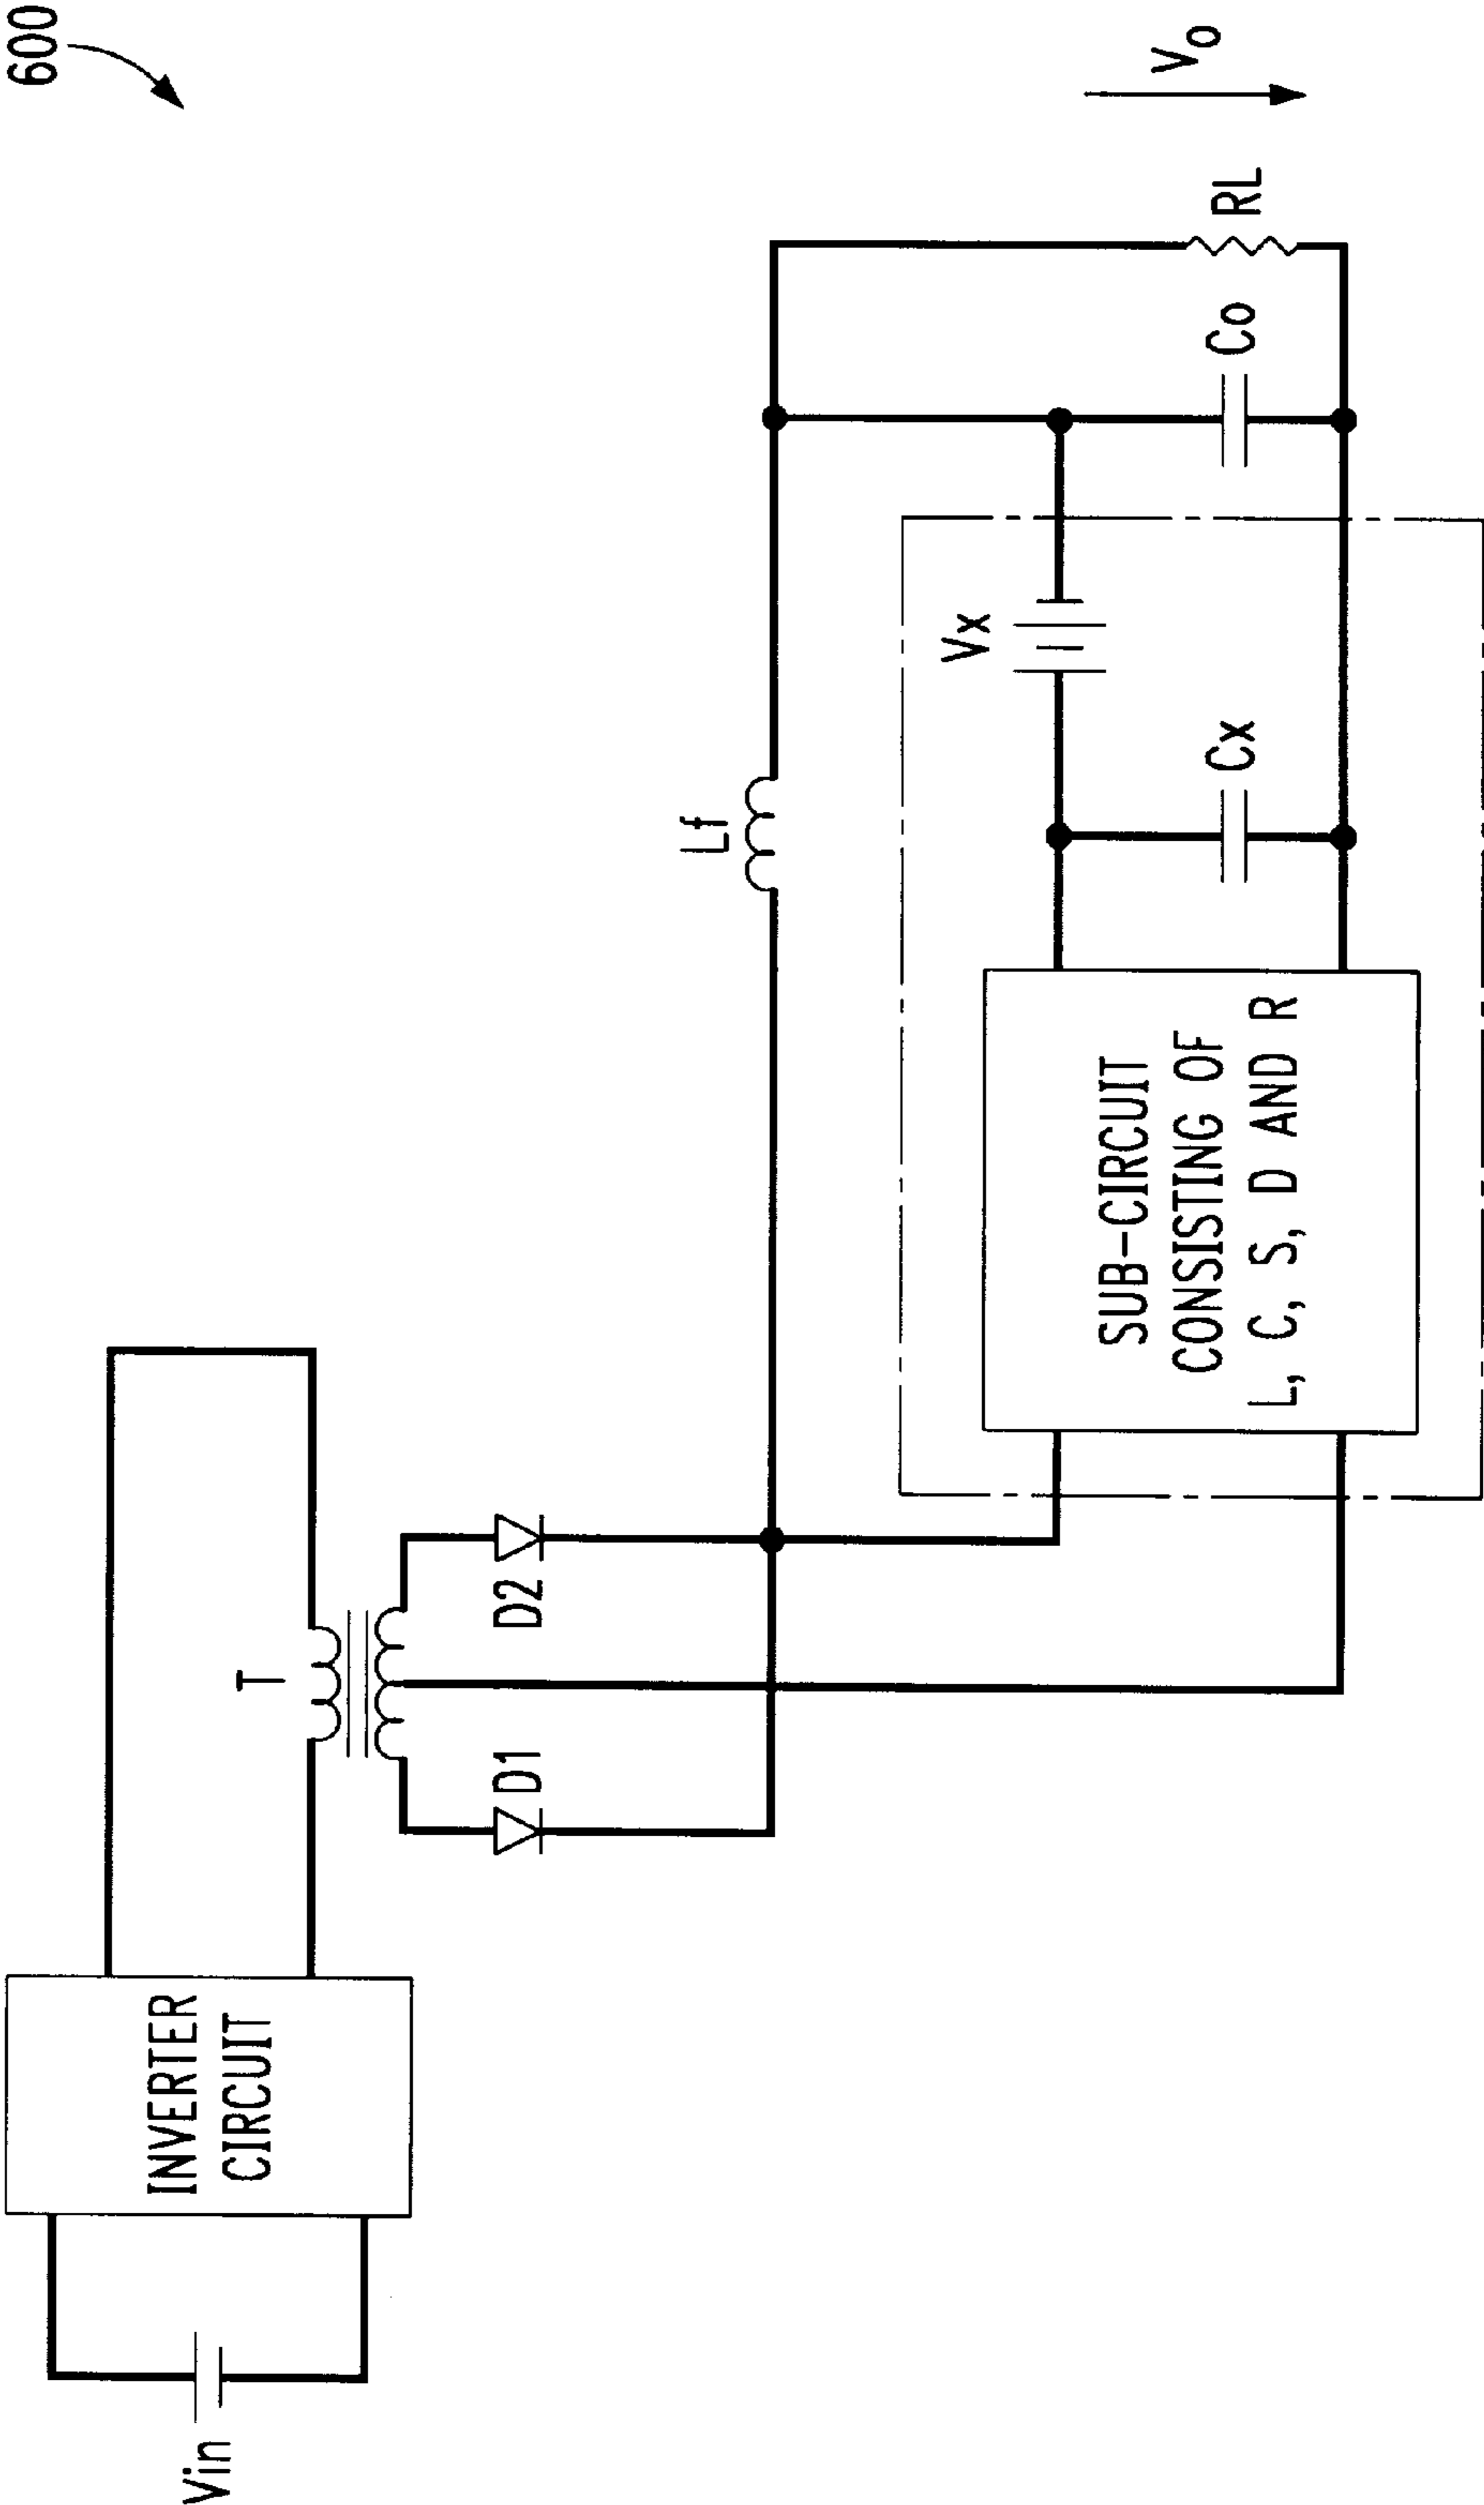 600
Vin
INVERTER
CIRCUIT
T
D1
D2
Lf
SUB-CIRCUIT
CONSISTING OF
L, C, S, D AND R
Vx
Cx
Co
RL
Vo